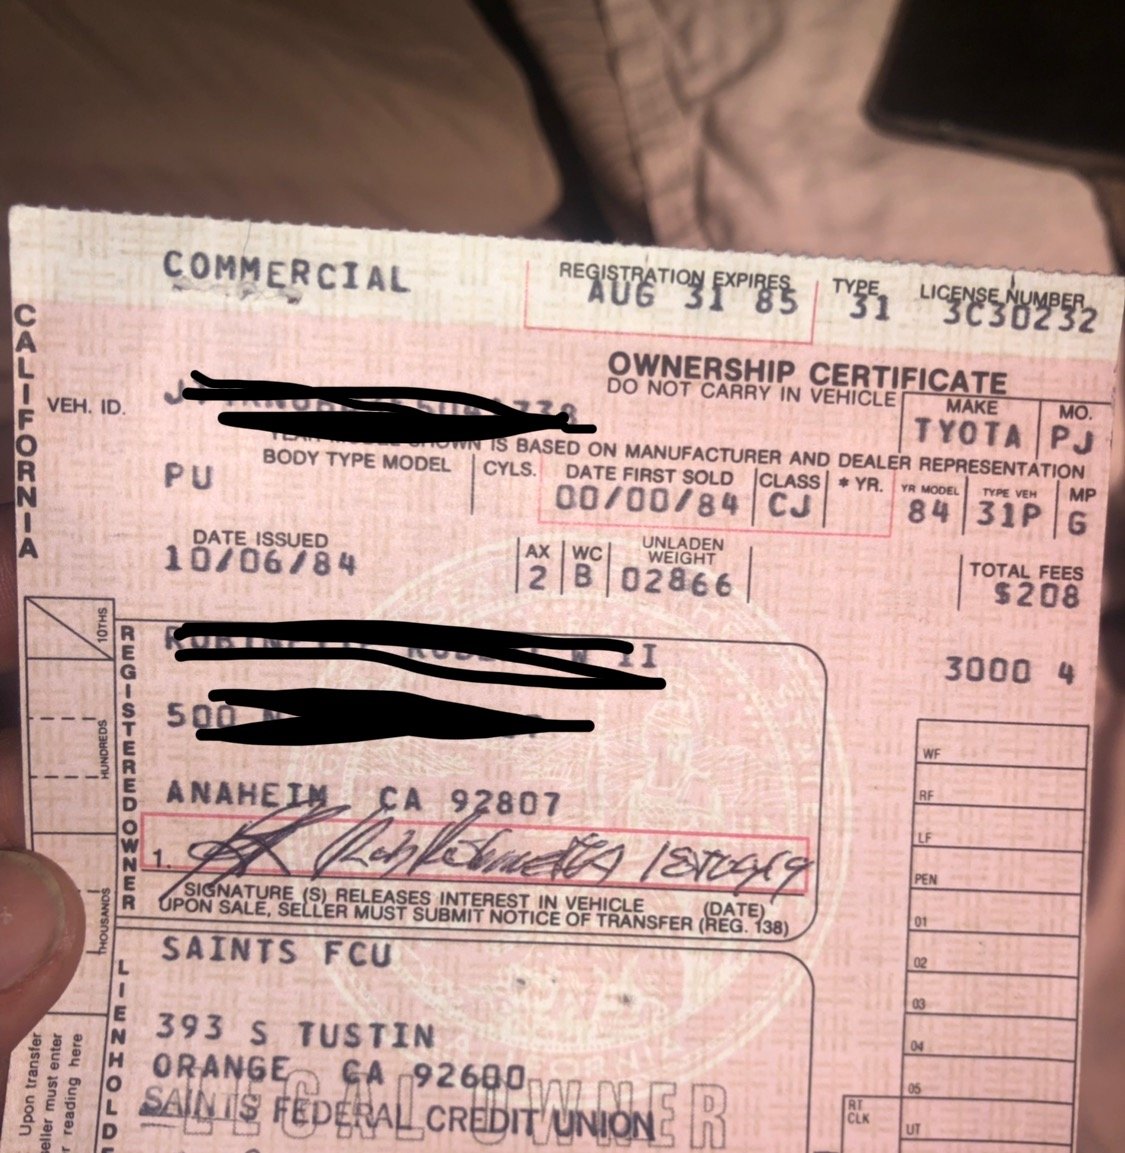 COMMERCIAL
REGISTRATION EXPIRES
AUG 31 85
TYPE
31
LICENSE NUMBER
3C30232
CALIFORNIA
OWNERSHIP CERTIFICATE
DO NOT CARRY IN VEHICLE
VEH. ID.
MAKE
TYOTA
MO.
PJ
SHOWN IS BASED ON MANUFACTURER AND DEALER REPRESENTATION
BODY TYPE MODEL
PU
CYLS.
DATE FIRST SOLD
00/00/84
CLASS
CJ
* YR.
YR MODEL
84
TYPE VEH
31P
MP
G
DATE ISSUED
10/06/84
AX
2
WC
B
UNLADEN
WEIGHT
02866
TOTAL FEES
$208
10THS
HUNDREDS
THOUSANDS
REGISTERED OWNER
II
3000 4
500
ANAHEIM CA 92807
1.
SIGNATURE (S) RELEASES INTEREST IN VEHICLE (DATE)
UPON SALE, SELLER MUST SUBMIT NOTICE OF TRANSFER (REG. 138)
WF
RF
LF
PEN
01
02
03
04
05
UT
RT
CLK
SAINTS FCU
393 S TUSTIN
ORANGE CA 92680
SAINTS FEDERAL CREDIT UNION
LEGAL OWNER
LIENHOLDE
Upon transfer
seller must enter
reading here